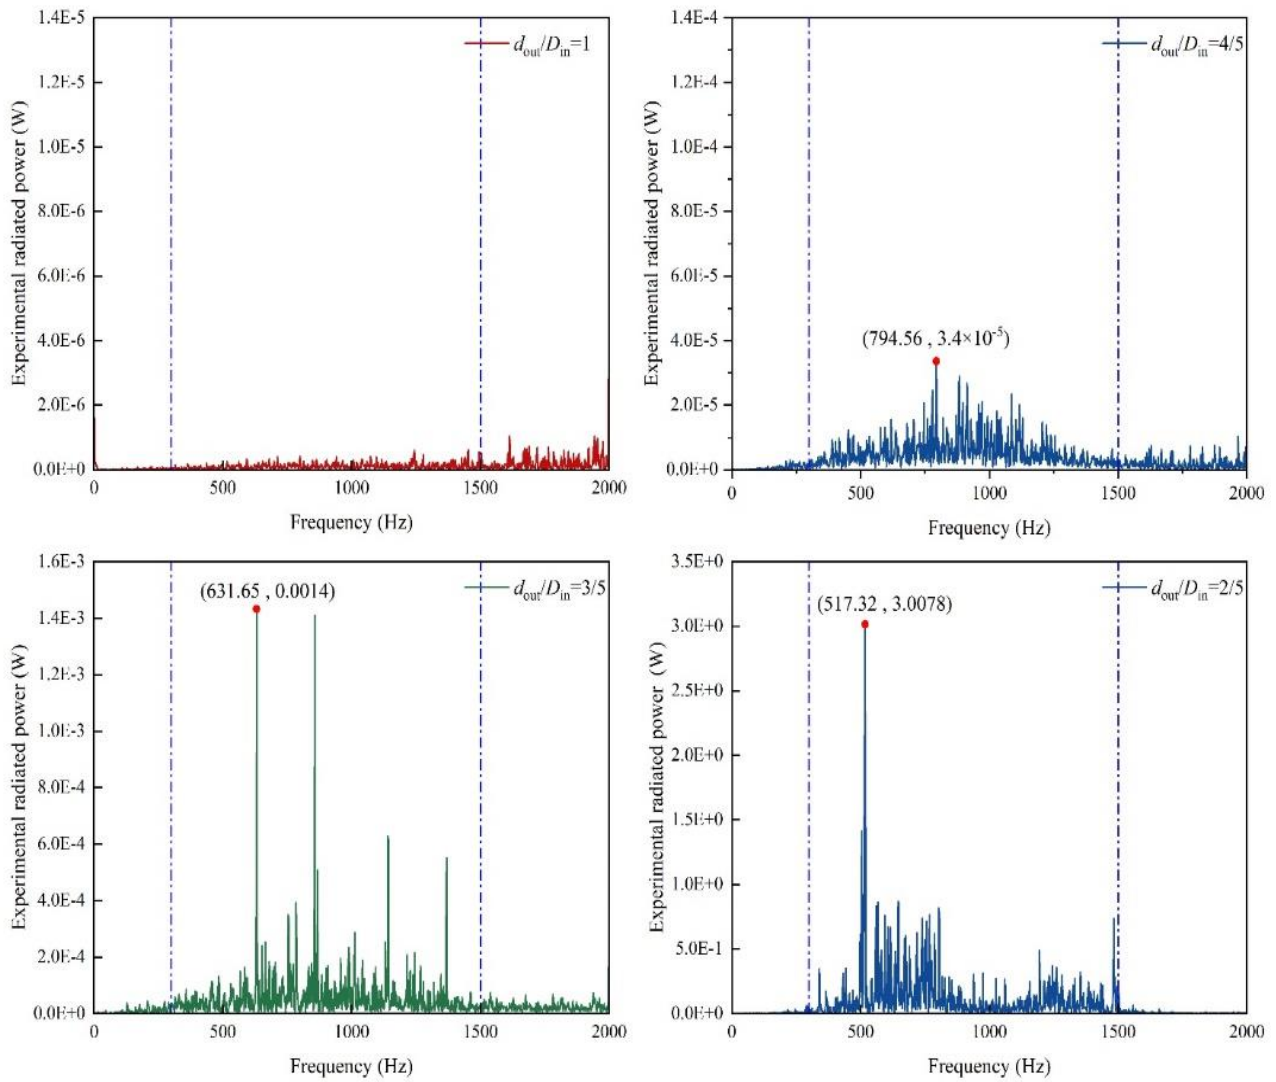 1.4E-5
1.2E-5
1.0E-5
8.0E-6
6.0E-6
4.0E-6
2.0E-6
0.0E+0
Experimental radiated power (W)
dout/Din=1
0 500 1000 1500 2000
Frequency (Hz)
1.4E-4
1.2E-4
1.0E-4
8.0E-5
6.0E-5
4.0E-5
2.0E-5
0.0E+0
Experimental radiated power (W)
dout/Din=4/5
(794.56 , 3.4×10-5)
0 500 1000 1500 2000
Frequency (Hz)
1.6E-3
1.4E-3
1.2E-3
1.0E-3
8.0E-4
6.0E-4
4.0E-4
2.0E-4
0.0E+0
Experimental radiated power (W)
dout/Din=3/5
(631.65 , 0.0014)
0 500 1000 1500 2000
Frequency (Hz)
3.5E+0
3.0E+0
2.5E+0
2.0E+0
1.5E+0
1.0E+0
5.0E-1
0.0E+0
Experimental radiated power (W)
dout/Din=2/5
(517.32 , 3.0078)
0 500 1000 1500 2000
Frequency (Hz)